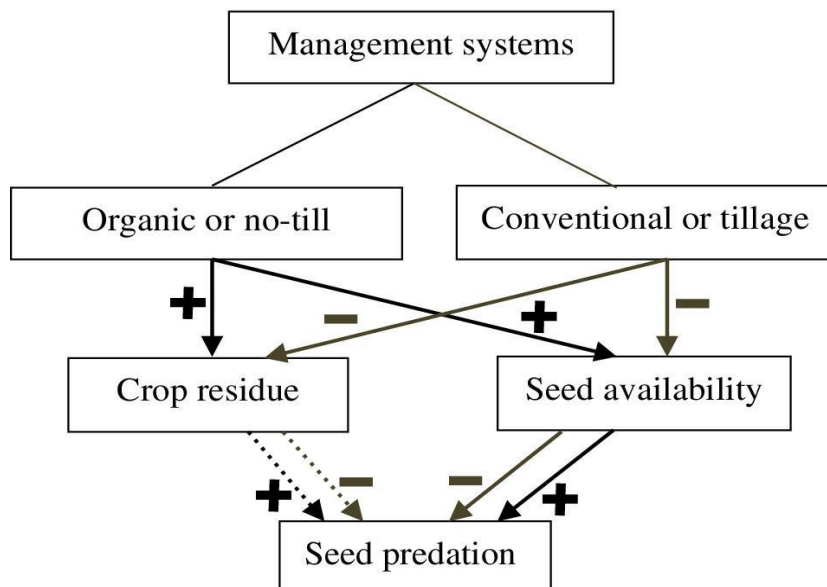 Management systems
Organic or no-till
Conventional or tillage
+
−
+
−
Crop residue
Seed availability
+
−
−
+
Seed predation